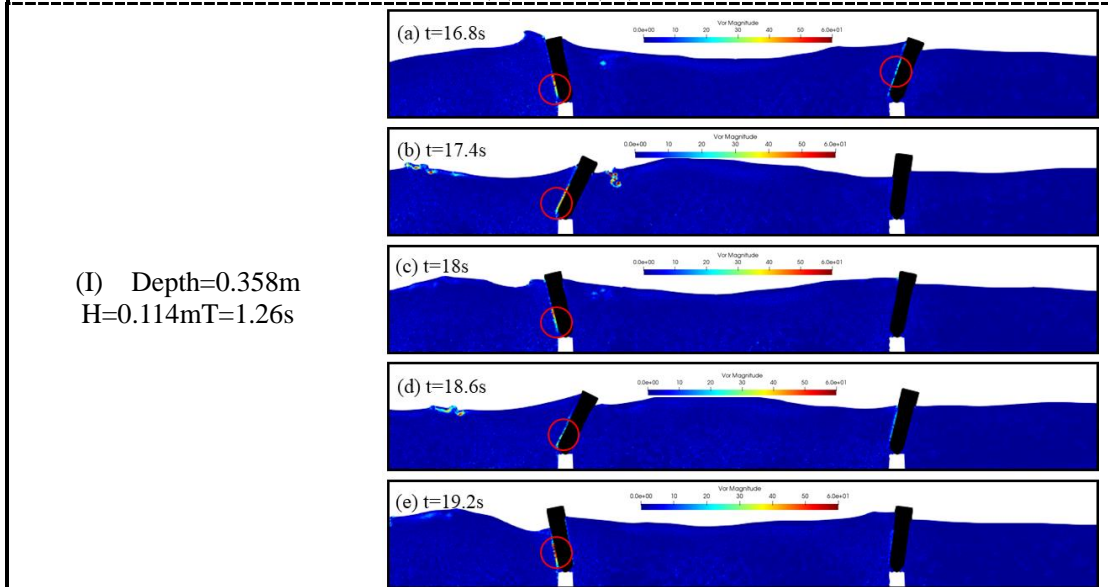 (I) Depth=0.358m
H=0.114mT=1.26s
(a) t=16.8s
Vor Magnitude
0.0e+00 10 20 30 40 50 6.0e+01
(b) t=17.4s
Vor Magnitude
0.0e+00 10 20 30 40 50 6.0e+01
(c) t=18s
Vor Magnitude
0.0e+00 10 20 30 40 50 6.0e+01
(d) t=18.6s
Vor Magnitude
0.0e+00 10 20 30 40 50 6.0e+01
(e) t=19.2s
Vor Magnitude
0.0e+00 10 20 30 40 50 6.0e+01